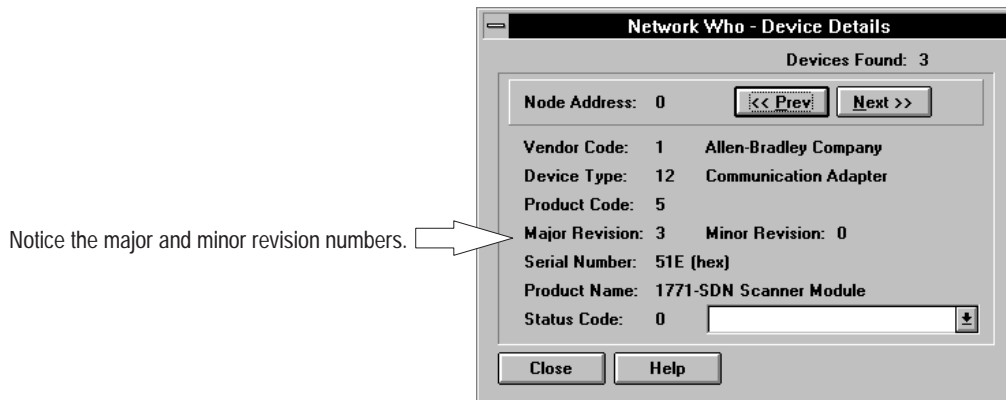 Network Who - Device Details
Devices Found: 3
Node Address: 0 << Prev Next >>
Vendor Code: 1 Allen-Bradley Company
Device Type: 12 Communication Adapter
Product Code: 5
Notice the major and minor revision numbers.
Major Revision: 3 Minor Revision: 0
Serial Number: 51E (hex)
Product Name: 1771-SDN Scanner Module
Status Code: 0
Close Help